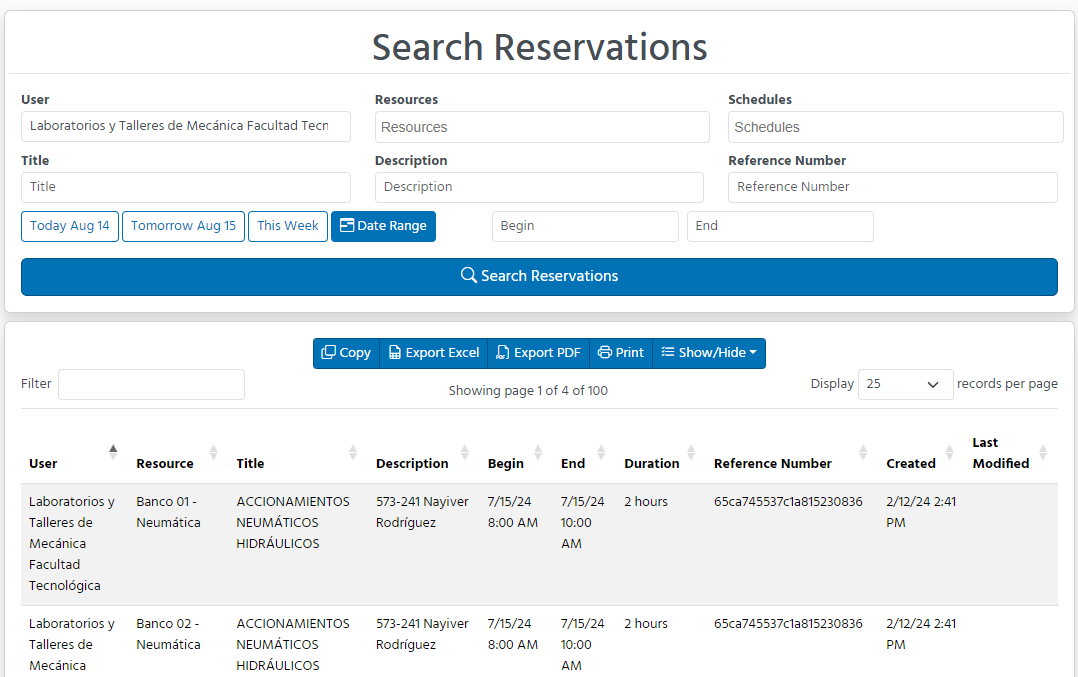 Search Reservations
User Resources Schedules
Laboratorios y Talleres de Mecánica Facultad Tecn Resources Schedules
Title Description Reference Number
Title Description Reference Number
Today Aug 14 Tomorrow Aug 15 This Week Date Range Begin End
Search Reservations
Copy Export Excel Export PDF Print Show/Hide
Filter Showing page 1 of 4 of 100 Display 25 records per page
Last
User Resource Title Description Begin End Duration Reference Number Created Modified
Laboratorios y Banco 01 - ACCIONAMIENTOS 573-241 Nayiver 7/15/24 7/15/24 2 hours 65ca745537c1a815230836 2/12/24 2:41
Talleres de Neumática NEUMÁTICOS Rodríguez 8:00 AM 10:00 PM
Mecánica HIDRÁULICOS AM
Facultad
Tecnológica
Laboratorios y Banco 02 - ACCIONAMIENTOS 573-241 Nayiver 7/15/24 7/15/24 2 hours 65ca745537c1a815230836 2/12/24 2:41
Talleres de Neumática NEUMÁTICOS Rodríguez 8:00 AM 10:00 PM
Mecánica HIDRÁULICOS AM